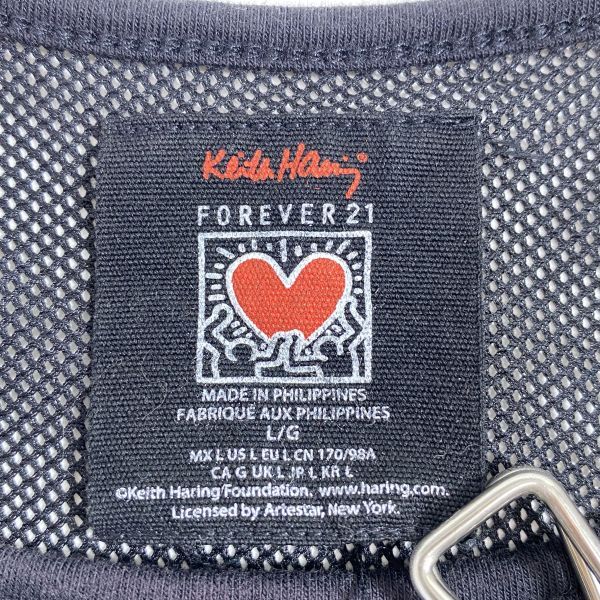 Keith Haring®
FOREVER 21
MADE IN PHILIPPINES
FABRIQUÉ AUX PHILIPPINES
L/G
MX L US L EU L CN 170/98A
CA G UK L JP L KR L
©Keith Haring Foundation, www.haring.com.
Licensed by Artestar, New York.